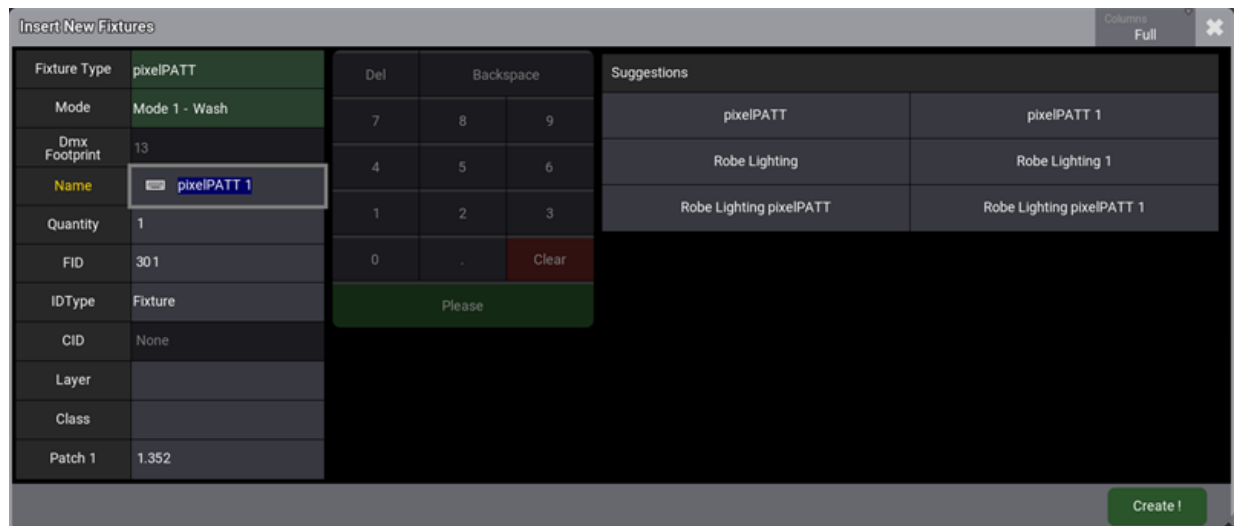 Insert New Fixtures
Columns
Full
Fixture Type pixelPATT
Mode Mode 1 - Wash
Dmx Footprint 13
Name pixelPATT 1
Quantity 1
FID 301
IDType Fixture
CID None
Layer
Class
Patch 1 1.352
Del Backspace
7 8 9
4 5 6
1 2 3
0 . Clear
Please
Suggestions
pixelPATT pixelPATT 1
Robe Lighting Robe Lighting 1
Robe Lighting pixelPATT Robe Lighting pixelPATT 1
Create !